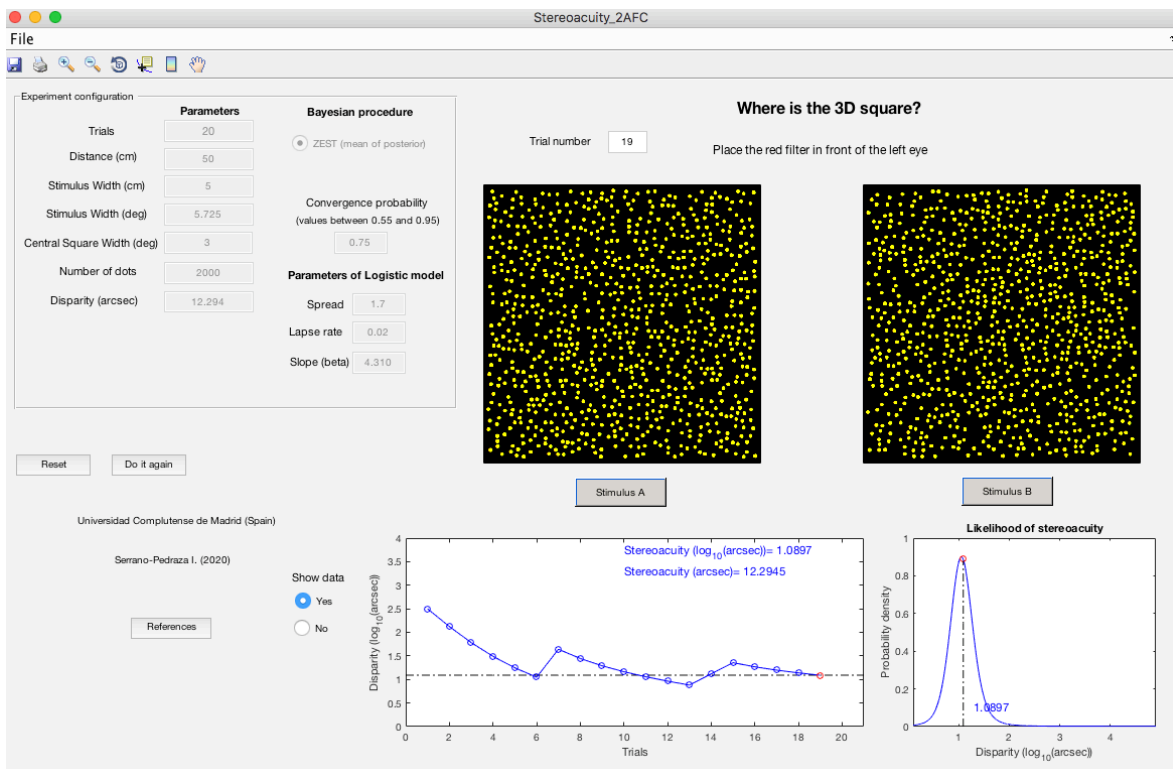 Stereoacuity_2AFC
File
Experiment configuration
Parameters
Trials 20
Distance (cm) 50
Stimulus Width (cm) 5
Stimulus Width (deg) 5.725
Central Square Width (deg) 3
Number of dots 2000
Disparity (arcsec) 12.294
Bayesian procedure
ZEST (mean of posterior)
Convergence probability
(values between 0.55 and 0.95)
0.75
Parameters of Logistic model
Spread 1.7
Lapse rate 0.02
Slope (beta) 4.310
Where is the 3D square?
Trial number 19
Place the red filter in front of the left eye
Stimulus A
Stimulus B
Reset
Do it again
Universidad Complutense de Madrid (Spain)
Serrano-Pedraza I. (2020)
References
Show data
Yes
No
Stereoacuity (log10(arcsec))= 1.0897
Stereoacuity (arcsec)= 12.2945
Disparity (log10(arcsec))
4
3.5
3
2.5
2
1.5
1
0.5
0
0 2 4 6 8 10 12 14 16 18 20
Trials
Likelihood of stereoacuity
Probability density
1
0.8
0.6
0.4
0.2
0
1.0897
1 2 3 4
Disparity (log10(arcsec))